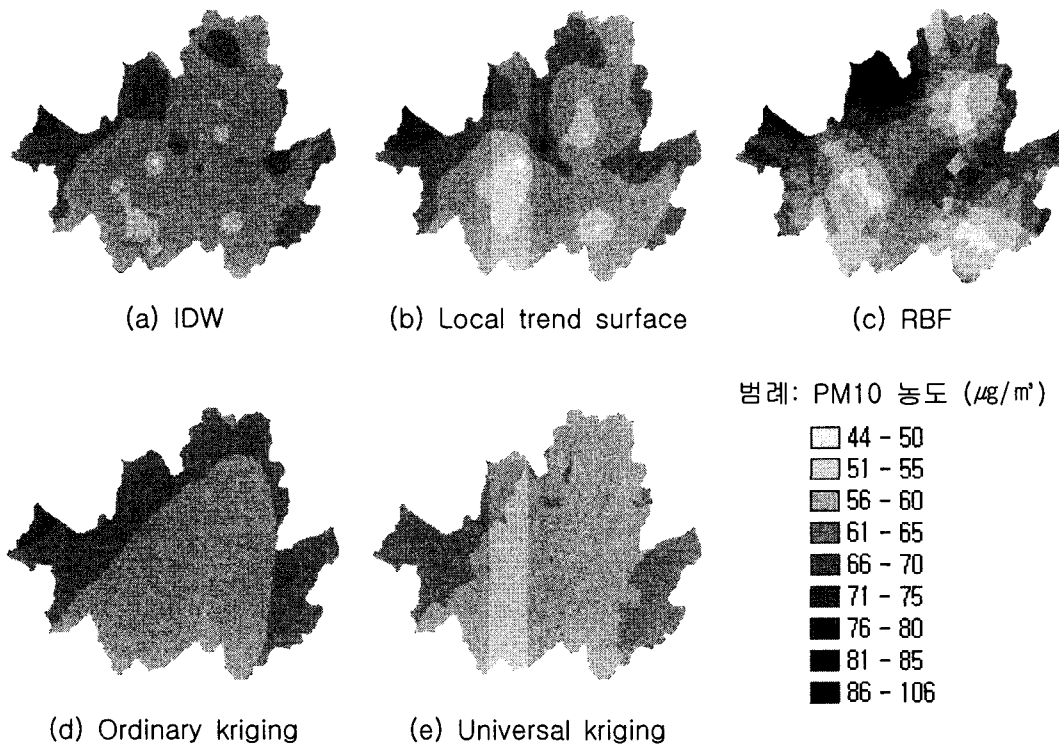 (a) IDW
(b) Local trend surface
(c) RBF
범례: PM10 농도 (㎍/㎥)
44 - 50
51 - 55
56 - 60
61 - 65
66 - 70
71 - 75
76 - 80
81 - 85
86 - 106
(d) Ordinary kriging
(e) Universal kriging